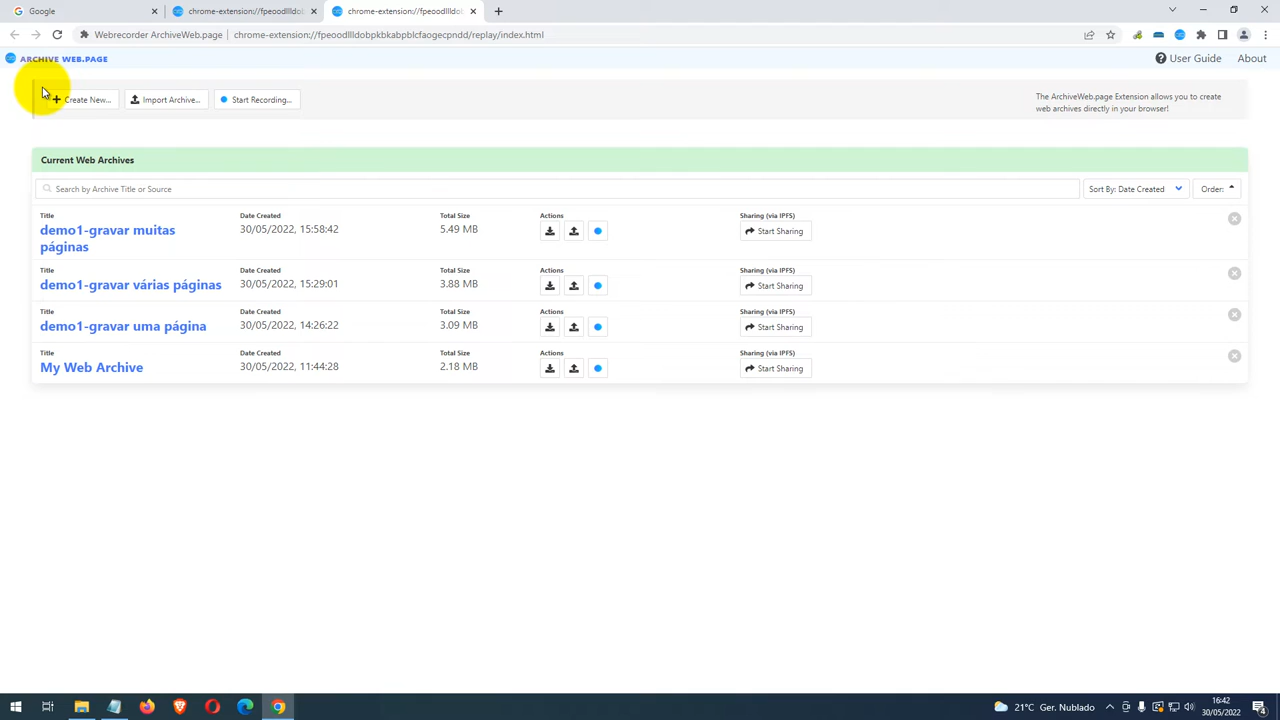 Google
chrome-extension://fpeoodllldob
chrome-extension://fpeoodllldob
Webrecorder ArchiveWeb.page | chrome-extension://fpeoodllldobpkbkabpblcfaogecpndd/replay/index.html
ARCHIVE WEB.PAGE
User Guide
About
Create New...
Import Archive...
Start Recording...
The ArchiveWeb.page Extension allows you to create
web archives directly in your browser!
Current Web Archives
Search by Archive Title or Source
Sort By: Date Created
Order:
Title Date Created Total Size Actions Sharing (via IPFS)
demo1-gravar muitas 30/05/2022, 15:58:42 5.49 MB Start Sharing
páginas
Title Date Created Total Size Actions Sharing (via IPFS)
demo1-gravar várias páginas 30/05/2022, 15:29:01 3.88 MB Start Sharing
Title Date Created Total Size Actions Sharing (via IPFS)
demo1-gravar uma página 30/05/2022, 14:26:22 3.09 MB Start Sharing
Title Date Created Total Size Actions Sharing (via IPFS)
My Web Archive 30/05/2022, 11:44:28 2.18 MB Start Sharing
21°C Ger. Nublado
16:42
30/05/2022
4